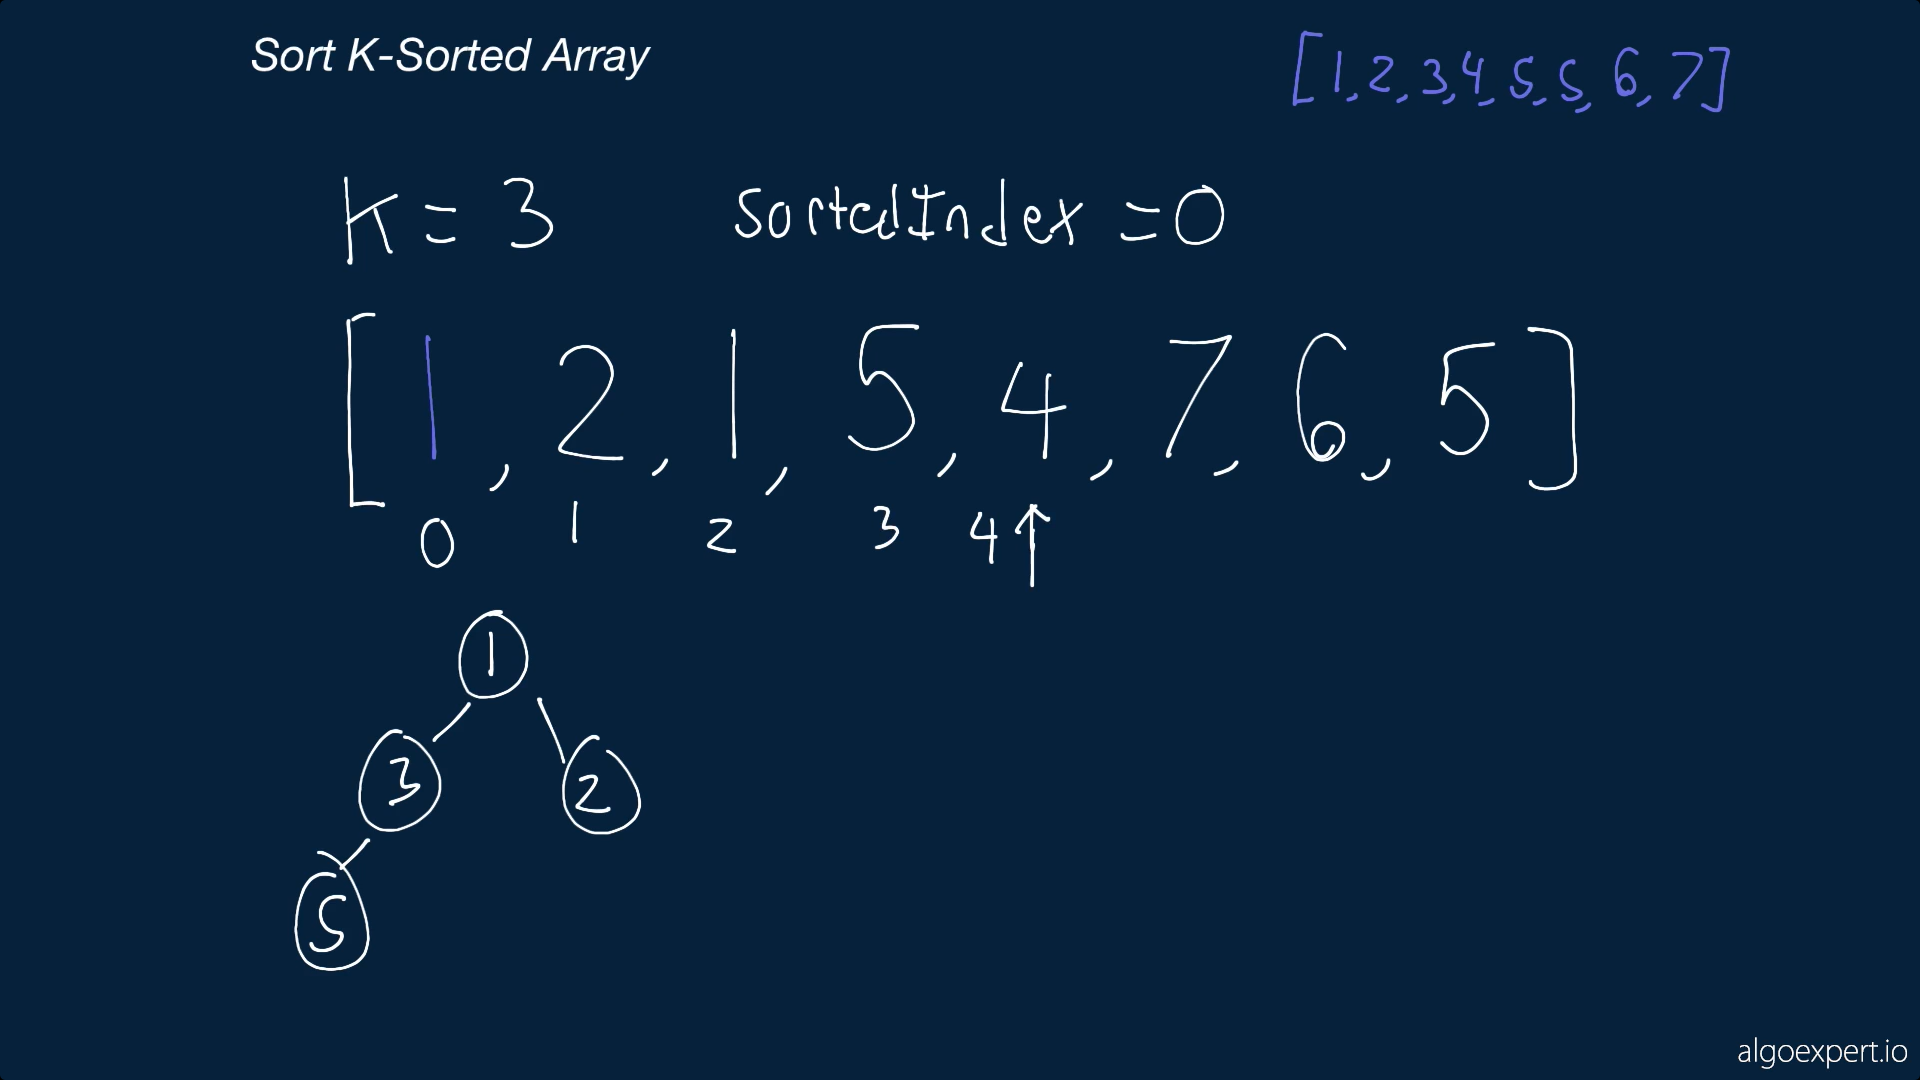 Sort K-Sorted Array
[1, 2, 3, 4, 5, 5, 6, 7]
K = 3 sortedIndex = 0
[1, 2, 1, 5, 4, 7, 6, 5]
0 1 2 3 4 ↑
1
3 2
5
algoexpert.io